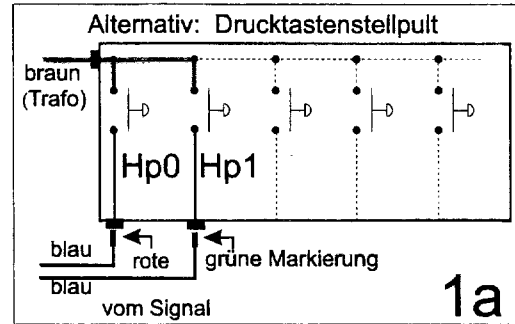 Alternativ: Drucktastenstellpult
braun
(Trafo)
Hp0 Hp1
blau
rote
grüne Markierung
blau
vom Signal
1a